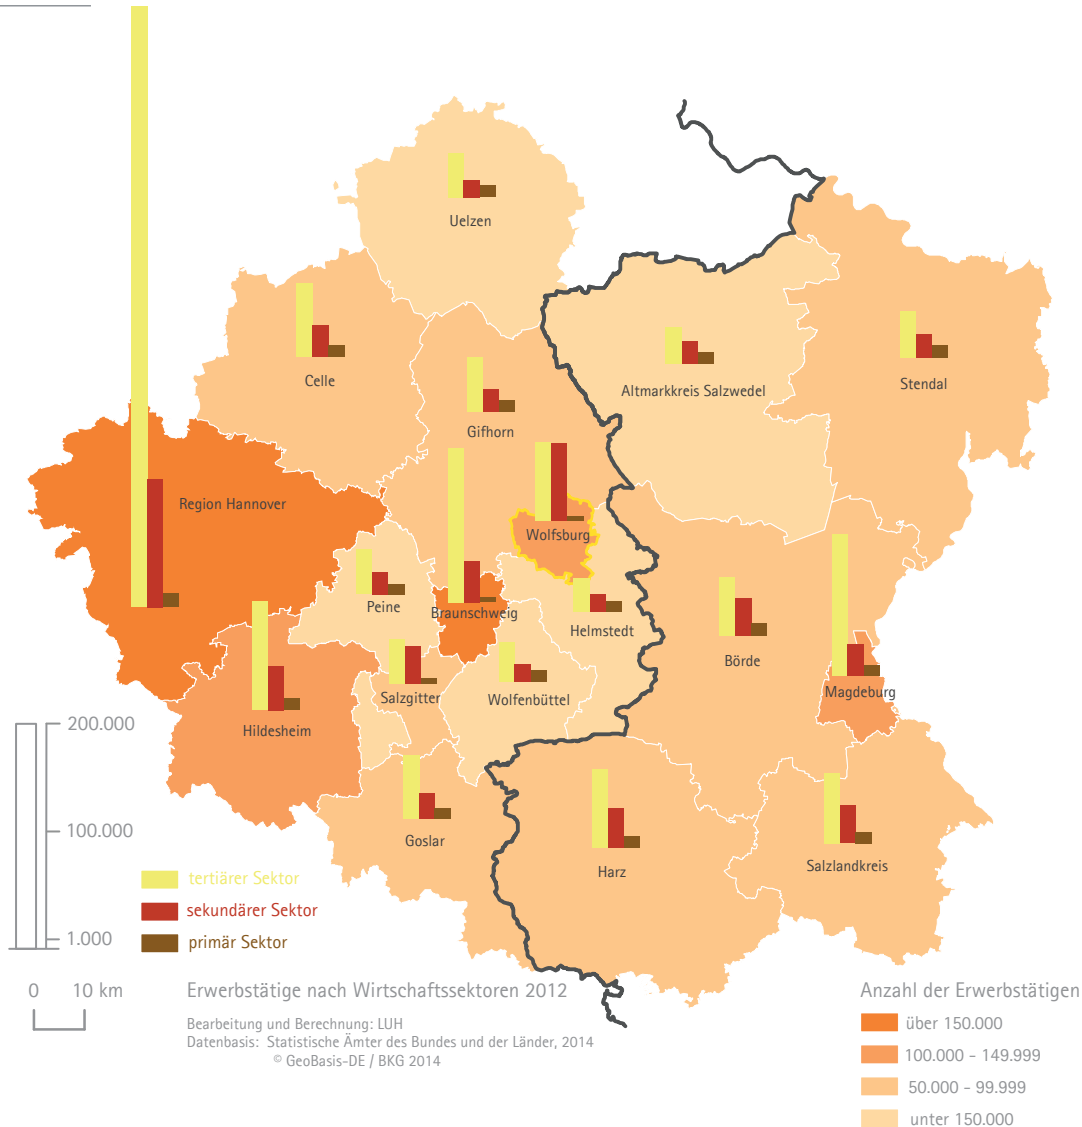 Uelzen
Celle
Altmarkkreis Salzwedel
Stendal
Gifhorn
Region Hannover
Wolfsburg
Peine
Braunschweig
Helmstedt
Börde
Salzgitter
Wolfenbüttel
Magdeburg
Hildesheim
Goslar
Harz
Salzlandkreis
200.000
100.000
1.000
tertiärer Sektor
sekundärer Sektor
primär Sektor
0 10 km
Erwerbstätige nach Wirtschaftssektoren 2012
Bearbeitung und Berechnung: LUH
Datenbasis: Statistische Ämter des Bundes und der Länder, 2014
© GeoBasis-DE / BKG 2014
Anzahl der Erwerbstätigen
über 150.000
100.000 - 149.999
50.000 - 99.999
unter 150.000